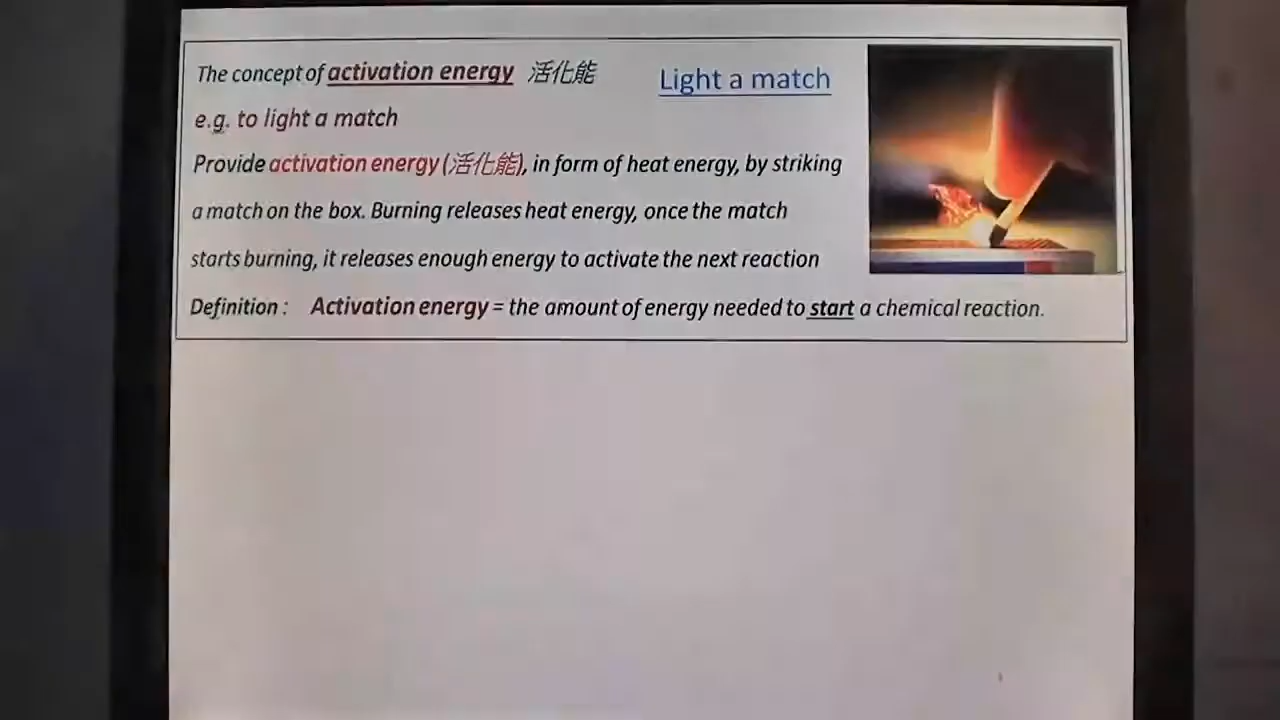 The concept of activation energy 活化能 Light a match
e.g. to light a match
Provide activation energy (活化能), in form of heat energy, by striking
a match on the box. Burning releases heat energy, once the match
starts burning, it releases enough energy to activate the next reaction
Definition : Activation energy = the amount of energy needed to start a chemical reaction.